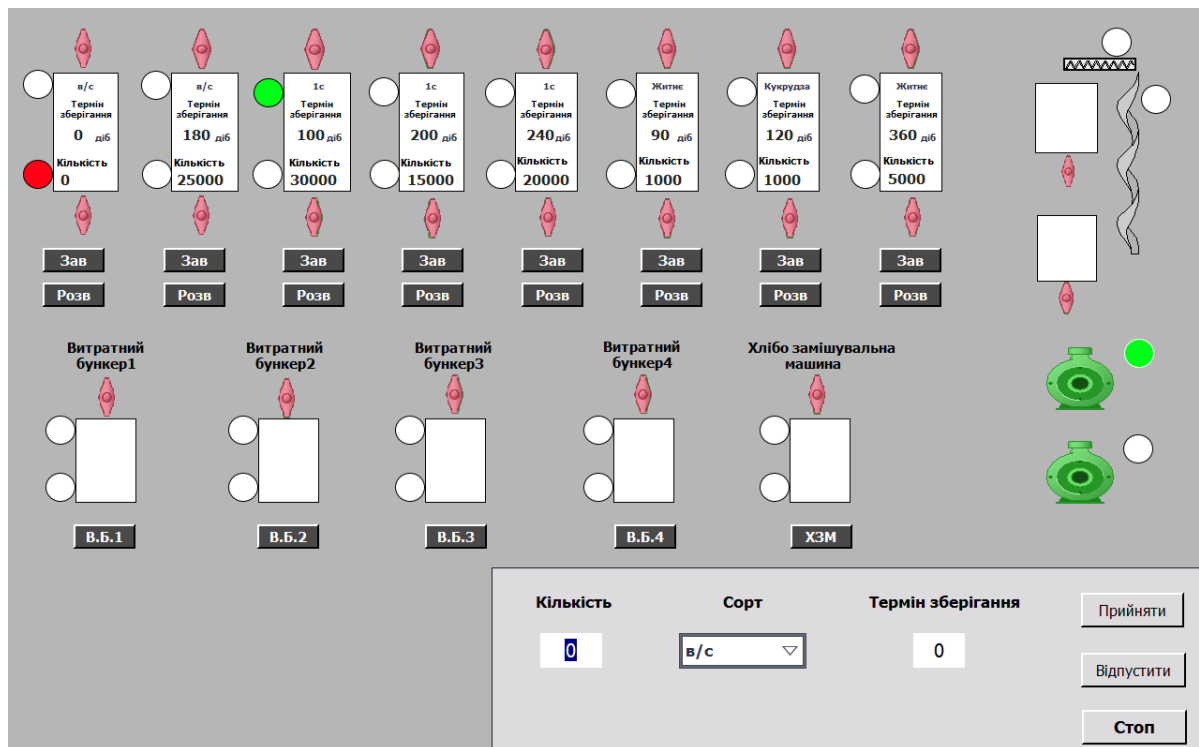 в/с в/с 1с 1с 1с Житнє Кукрудза Житнє
Термін Термін Термін Термін Термін Термін Термін Термін
зберігання зберігання зберігання зберігання зберігання зберігання зберігання зберігання
0 діб 180 діб 100 діб 200 діб 240 діб 90 діб 120 діб 360 діб
Кількість Кількість Кількість Кількість Кількість Кількість Кількість Кількість
0 25000 30000 15000 20000 1000 1000 5000
Зав Зав Зав Зав Зав Зав Зав Зав
Розв Розв Розв Розв Розв Розв Розв Розв
Витратний Витратний Витратний Витратний Хлібо замішувальна
бункер1 бункер2 бункер3 бункер4 машина
В.Б.1 В.Б.2 В.Б.3 В.Б.4 ХЗМ
Кількість Сорт Термін зберігання Прийняти
0 в/с 0
Відпустити
Стоп